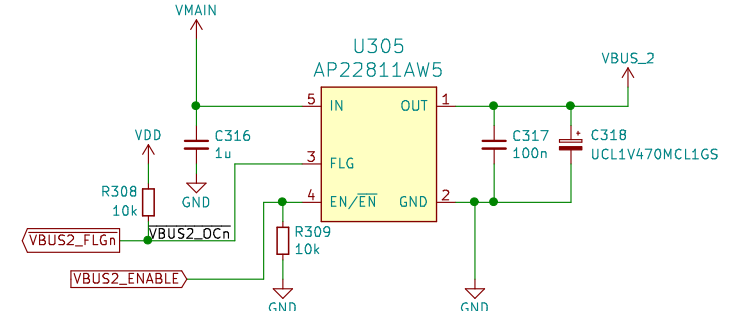 VMAIN
U305
AP22811AW5
VBUS_2
5
IN
OUT
1
C316
1u
C317
100n
+
C318
UCL1V470MCL1GS
VDD
3
FLG
R308
10k
GND
4
EN/EN
GND
2
VBUS2_FLGn
VBUS2_OCn
R309
10k
VBUS2_ENABLE
GND
GND